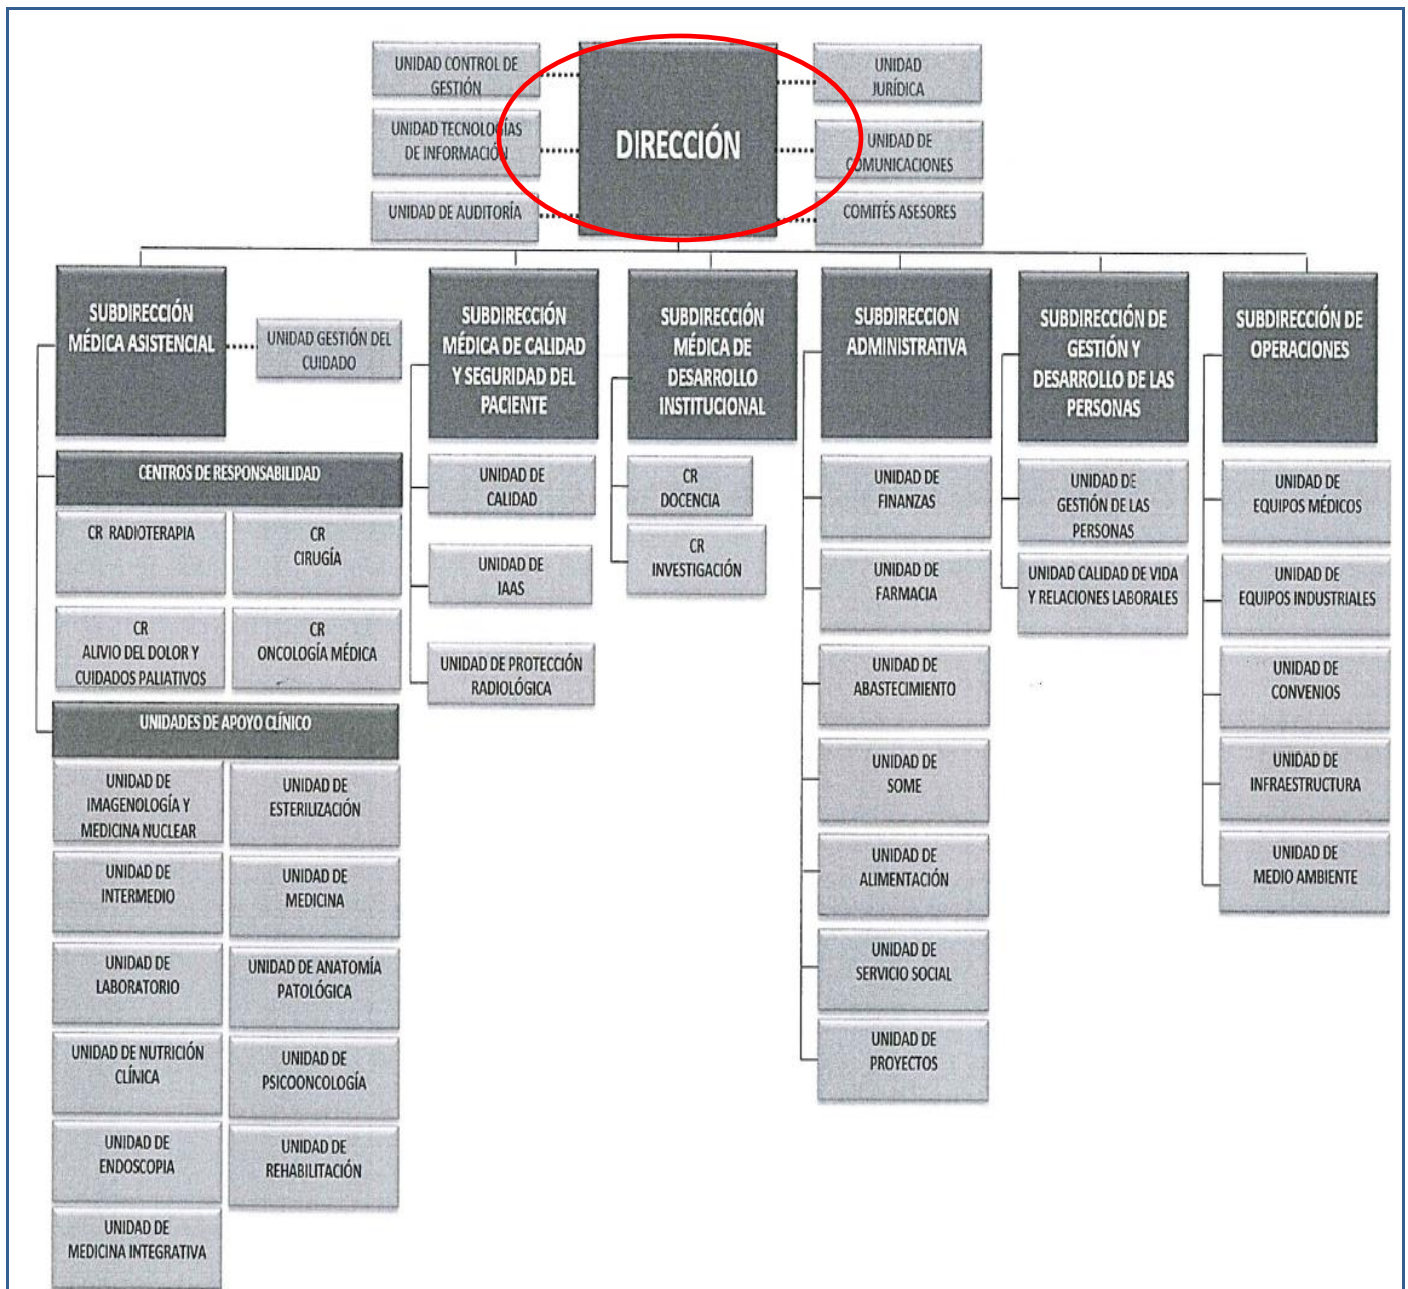 UNIDAD CONTROL DE
GESTIÓN
UNIDAD TECNOLOGÍAS
DE INFORMACIÓN
UNIDAD DE AUDITORÍA
DIRECCIÓN
UNIDAD
JURÍDICA
UNIDAD DE
COMUNICACIONES
COMITÉS ASESORES
SUBDIRECCIÓN
MÉDICA ASISTENCIAL
UNIDAD GESTIÓN DEL
CUIDADO
CENTROS DE RESPONSABILIDAD
CR RADIOTERAPIA
CR
CIRUGÍA
CR
ALIVIO DEL DOLOR Y
CUIDADOS PALIATIVOS
CR
ONCOLOGÍA MÉDICA
UNIDADES DE APOYO CLÍNICO
UNIDAD DE
IMAGENOLOGÍA Y
MEDICINA NUCLEAR
UNIDAD DE
ESTERILIZACIÓN
UNIDAD DE
INTERMEDIO
UNIDAD DE
MEDICINA
UNIDAD DE
LABORATORIO
UNIDAD DE ANATOMÍA
PATOLÓGICA
UNIDAD DE NUTRICIÓN
CLÍNICA
UNIDAD DE
PSICOONCOLOGÍA
UNIDAD DE
ENDOSCOPIA
UNIDAD DE
REHABILITACIÓN
UNIDAD DE
MEDICINA INTEGRATIVA
SUBDIRECCIÓN
MÉDICA DE CALIDAD
Y SEGURIDAD DEL
PACIENTE
UNIDAD DE
CALIDAD
UNIDAD DE
IAAS
UNIDAD DE PROTECCIÓN
RADIOLÓGICA
SUBDIRECCIÓN
MÉDICA DE
DESARROLLO
INSTITUCIONAL
CR
DOCENCIA
CR
INVESTIGACIÓN
SUBDIRECCION
ADMINISTRATIVA
UNIDAD DE
FINANZAS
UNIDAD DE
FARMACIA
UNIDAD DE
ABASTECIMIENTO
UNIDAD DE
SOME
UNIDAD DE
ALIMENTACIÓN
UNIDAD DE
SERVICIO SOCIAL
UNIDAD DE
PROYECTOS
SUBDIRECCIÓN DE
GESTIÓN Y
DESARROLLO DE LAS
PERSONAS
UNIDAD DE
GESTIÓN DE LAS
PERSONAS
UNIDAD CALIDAD DE VIDA
Y RELACIONES LABORALES
SUBDIRECCIÓN DE
OPERACIONES
UNIDAD DE
EQUIPOS MÉDICOS
UNIDAD DE
EQUIPOS INDUSTRIALES
UNIDAD DE
CONVENIOS
UNIDAD DE
INFRAESTRUCTURA
UNIDAD DE
MEDIO AMBIENTE